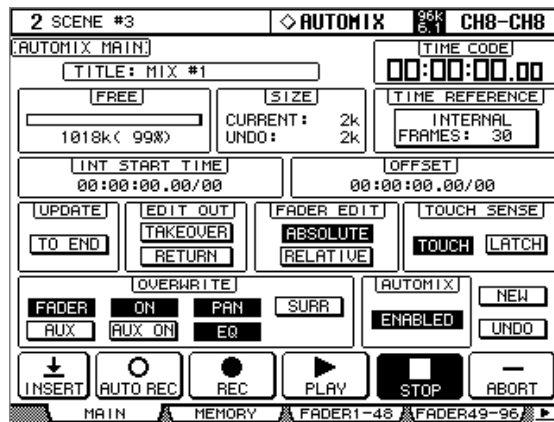 2 SCENE #3 ◇AUTOMIX 96k 6.1 CH8-CH8
AUTOMIX MAIN
TIME CODE
TITLE: MIX #1
00:00:00.00
FREE
SIZE
TIME REFERENCE
CURRENT: 2k
UNDO: 2k
1018k( 99%)
INTERNAL
FRAMES: 30
INT START TIME
OFFSET
00:00:00.00/00
00:00:00.00/00
UPDATE
EDIT OUT
FADER EDIT
TOUCH SENSE
TO END
TAKEOVER
RETURN
ABSOLUTE
RELATIVE
TOUCH LATCH
OVERWRITE
AUTOMIX
FADER ON PAN SURR
AUX AUX ON EQ
ENABLED
NEW
UNDO
INSERT AUTO REC REC PLAY STOP ABORT
MAIN MEMORY FADER1-48 FADER49-96